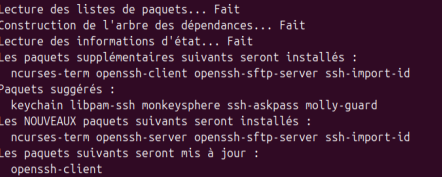 Lecture des listes de paquets... Fait
Construction de l'arbre des dépendances... Fait
Lecture des informations d'état... Fait
Les paquets supplémentaires suivants seront installés :
ncurses-term openssh-client openssh-sftp-server ssh-import-id
Paquets suggérés :
keychain libpam-ssh monkeysphere ssh-askpass molly-guard
Les NOUVEAUX paquets suivants seront installés :
ncurses-term openssh-server openssh-sftp-server ssh-import-id
Les paquets suivants seront mis à jour :
openssh-client